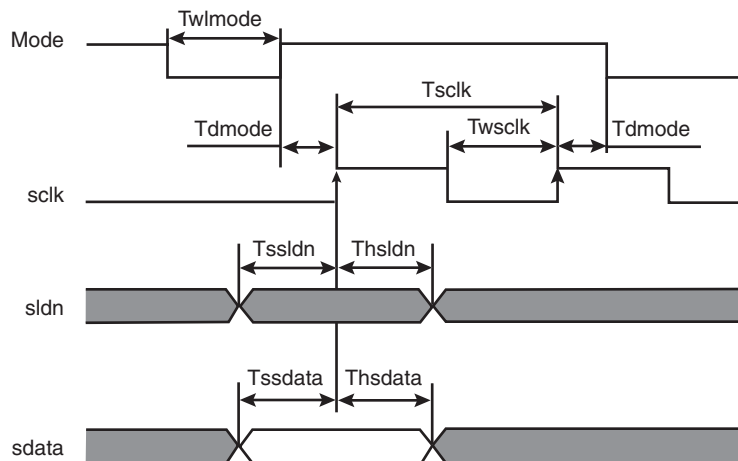 Twlmode
Mode
Tsclk
Tdmode
Twsclk
Tdmode
sclk
Tssldn
Thsldn
sldn
Tssdata
Thsdata
sdata